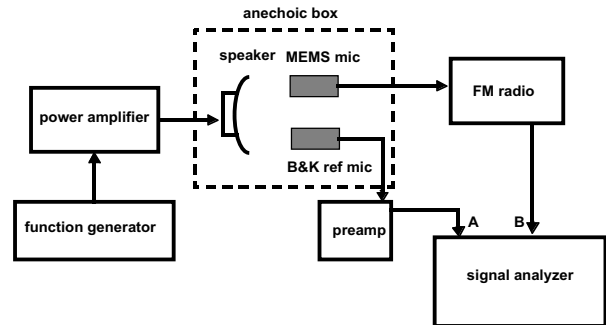 anechoic box
speaker
MEMS mic
FM radio
power amplifier
B&K ref mic
function generator
preamp
A
B
signal analyzer